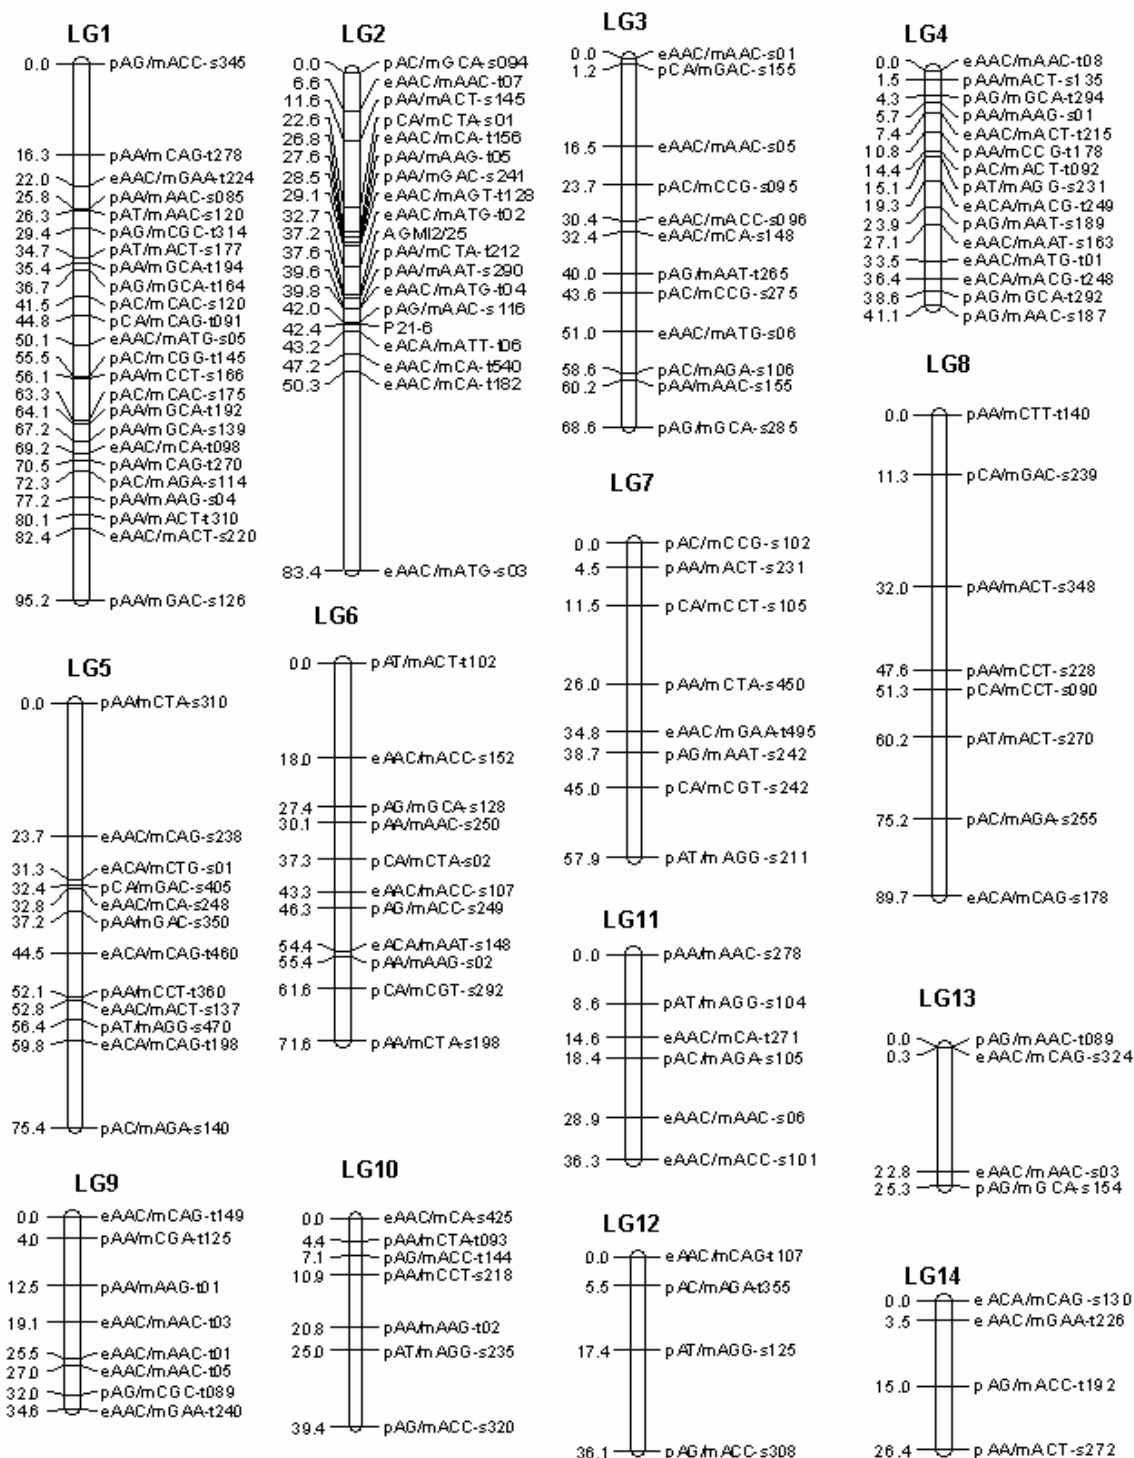 LG1
0.0 pAG/mACC-s345
16.3 pAA/mCAG-t278
22.0 eAAC/mGAA-t224
25.8 pAA/mAAC-s085
26.3 pAT/mAAC-s120
29.4 pAG/mCGC-t314
34.7 pAT/mACT-s177
35.4 pAA/mGCA-t194
36.7 pAG/mGCA-t164
41.5 pAC/mCAC-s120
44.8 pCA/mCAG-t091
50.1 eAAC/mATG-s05
55.5 pAC/mCGG-t145
56.1 pAA/mCCT-s166
63.3 pAC/mCAC-s175
64.1 pAA/mGCA-t192
67.2 pAA/mGCA-s139
69.2 eAAC/mCA-t098
70.5 pAA/mCAG-t270
72.3 pAC/mAGA-s114
77.2 pAA/mAAG-s04
80.1 pAA/mACT-t310
82.4 eAAC/mACT-s220
95.2 pAA/mGAC-s126
LG2
0.0 pAC/mGCA-s094
6.6 eAAC/mAAC-t07
11.6 pAA/mACT-s145
22.6 pCA/mCTA-s01
26.8 eAAC/mCA-t156
27.6 pAA/mAAG-t05
28.5 pAA/mGAC-s241
29.1 eAAC/mAGT-t128
32.7 eAAC/mATG-t02
37.2 AGMI2/25
37.6 pAA/mCTA-t212
39.6 pAA/mAAT-s290
39.8 eAAC/mATG-t04
42.0 pAG/mAAC-s116
42.4 P21-6
43.2 eACA/mATT-t06
47.2 eAAC/mCA-t540
50.3 eAAC/mCA-t182
83.4 eAAC/mATG-s03
LG3
0.0 eAAC/mAAC-s01
1.2 pCA/mGAC-s155
16.5 eAAC/mAAC-s05
23.7 pAC/mCCG-s095
30.4 eAAC/mACC-s096
32.4 eAAC/mCA-s148
40.0 pAG/mAAT-t265
43.6 pAC/mCCG-s275
51.0 eAAC/mATG-s06
58.6 pAC/mAGA-s106
60.2 pAA/mAAC-s155
68.6 pAG/mGCA-s285
LG4
0.0 eAAC/mAAC-t08
1.5 pAA/mACT-s135
4.3 pAG/mGCA-t294
5.7 pAA/mAAG-s01
7.4 eAAC/mACT-t215
10.8 pAA/mCCG-t178
14.4 pAC/mACT-t092
15.1 pAT/mAGG-s231
19.3 eACA/mACG-t249
23.9 pAG/mAAT-s189
27.1 eAAC/mAAT-s163
33.5 eAAC/mATG-t01
36.4 eACA/mACG-t248
38.6 pAG/mGCA-t292
41.1 pAG/mAAC-s187
LG5
0.0 pAA/mCTA-s310
23.7 eAAC/mCAG-s238
31.3 eACA/mCTG-s01
32.4 pCA/mGAC-s405
32.8 eAAC/mCA-s248
37.2 pAA/mGAC-s350
44.5 eACA/mCAG-t460
52.1 pAA/mCCT-t360
52.8 eAAC/mACT-s137
56.4 pAT/mAGG-s470
59.8 eACA/mCAG-t198
75.4 pAC/mAGA-s140
LG6
0.0 pAT/mACT-t102
18.0 eAAC/mACC-s152
27.4 pAG/mGCA-s128
30.1 pAA/mAAC-s250
37.3 pCA/mCTA-s02
43.3 eAAC/mACC-s107
46.3 pAG/mACC-s249
54.4 eACA/mAAT-s148
55.4 pAA/mAAG-s02
61.6 pCA/mCGT-s292
71.6 pAA/mCTA-s198
LG7
0.0 pAC/mCCG-s102
4.5 pAA/mACT-s231
11.5 pCA/mCCT-s105
26.0 pAA/mCTA-s450
34.8 eAAC/mGAA-t495
38.7 pAG/mAAT-s242
45.0 pCA/mCGT-s242
57.9 pAT/mAGG-s211
LG8
0.0 pAA/mCTT-t140
11.3 pCA/mGAC-s239
32.0 pAA/mACT-s348
47.6 pAA/mCCT-s228
51.3 pCA/mCCT-s090
60.2 pAT/mACT-s270
75.2 pAC/mAGA-s255
89.7 eACA/mCAG-s178
LG9
0.0 eAAC/mCAG-t149
4.0 pAA/mCGA-t125
12.5 pAA/mAAG-t01
19.1 eAAC/mAAC-t03
25.5 eAAC/mAAC-t01
27.0 eAAC/mAAC-t05
32.0 pAG/mCGC-t089
34.6 eAAC/mGAA-t240
LG10
0.0 eAAC/mCA-s425
4.4 pAA/mCTA-t093
7.1 pAG/mACC-t144
10.9 pAA/mCCT-s218
20.8 pAA/mAAG-t02
25.0 pAT/mAGG-s235
39.4 pAG/mACC-s320
LG11
0.0 pAA/mAAC-s278
8.6 pAT/mAGG-s104
14.6 eAAC/mCA-t271
18.4 pAC/mAGA-s105
28.9 eAAC/mAAC-s06
36.3 eAAC/mACC-s101
LG12
0.0 eAAC/mCAG-t107
5.5 pAC/mAGA-t355
17.4 pAT/mAGG-s125
36.1 pAG/mACC-s308
LG13
0.0 pAG/mAAC-t089
0.3 eAAC/mCAG-s324
22.8 eAAC/mAAC-s03
25.3 pAG/mGCA-s154
LG14
0.0 eACA/mCAG-s130
3.5 eAAC/mGAA-t226
15.0 pAG/mACC-t192
26.4 pAA/mACT-s272